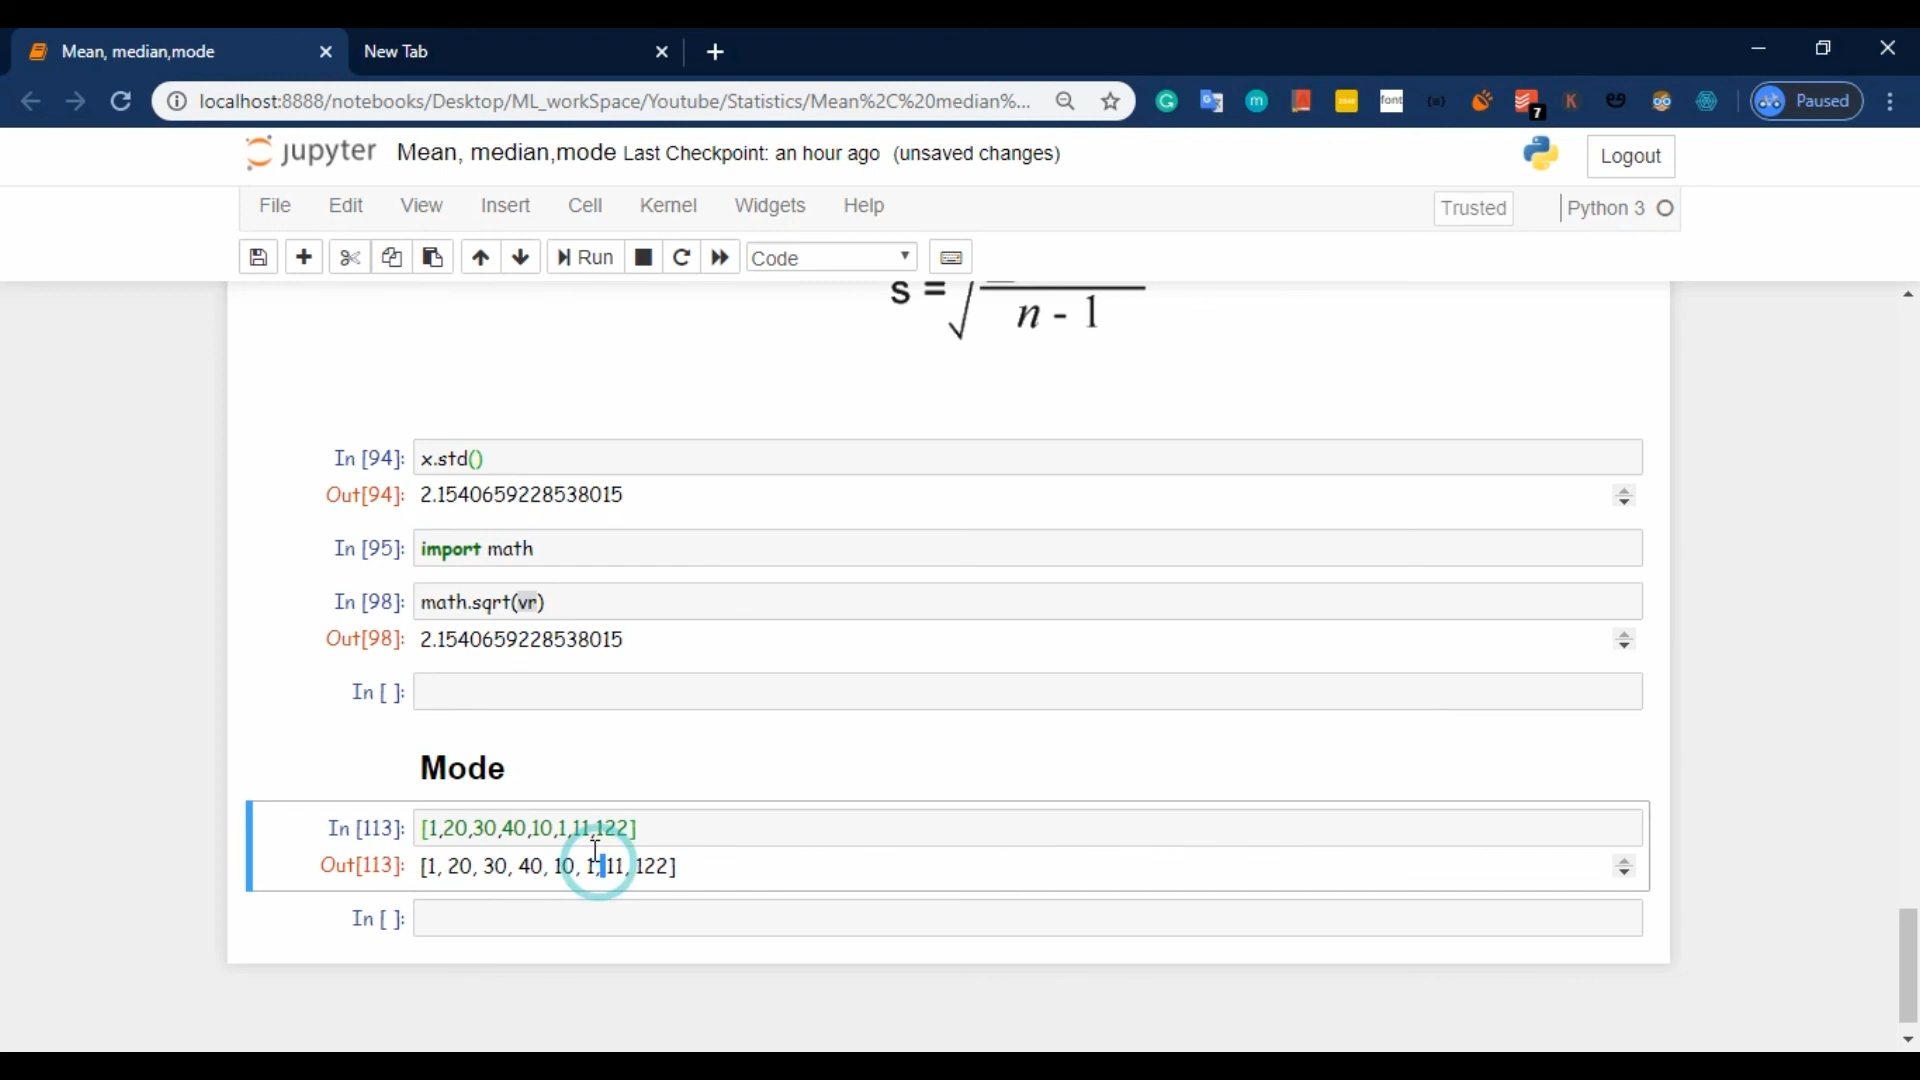 Mean, median,mode
New Tab
localhost:8888/notebooks/Desktop/ML_workSpace/Youtube/Statistics/Mean%2C%20median%...
font
7
K
Paused
jupyter Mean, median,mode Last Checkpoint: an hour ago (unsaved changes)
Logout
File Edit View Insert Cell Kernel Widgets Help
Trusted
Python 3
Run
Code
s = √
n - 1
In [94]: x.std()
Out[94]: 2.1540659228538015
In [95]: import math
In [98]: math.sqrt(vr)
Out[98]: 2.1540659228538015
In [ ]:
Mode
In [113]: [1,20,30,40,10,1,11,122]
Out[113]: [1, 20, 30, 40, 10, 1, 11, 122]
In [ ]: